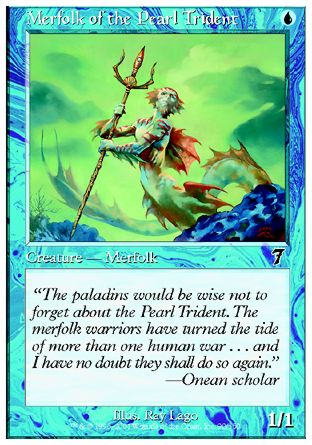 Merfolk of the Pearl Trident
Creature — Merfolk
7
“The paladins would be wise not to
forget about the Pearl Trident. The
merfolk warriors have turned the tide
of more than one human war . . . and
I have no doubt they shall do so again.”
—Onean scholar
Illus. Ray Lago
1/1